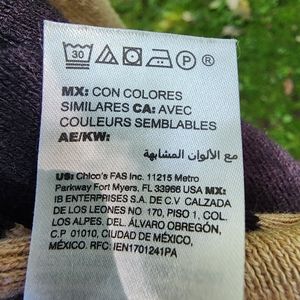 30 P ®
MX: CON COLORES
SIMILARES CA: AVEC
COULEURS SEMBLABLES
AE/KW:
مع الألوان المشابهة
US: Chico's FAS Inc. 11215 Metro
Parkway Fort Myers, FL 33966 USA MX:
IB ENTERPRISES S.A. DE C.V CALZADA
DE LOS LEONES NO 170, PISO 1, COL.
LOS ALPES, DEL. ÁLVARO OBREGÓN,
C.P 01010, CIUDAD DE MÉXICO,
MÉXICO. RFC: IEN1701241PA